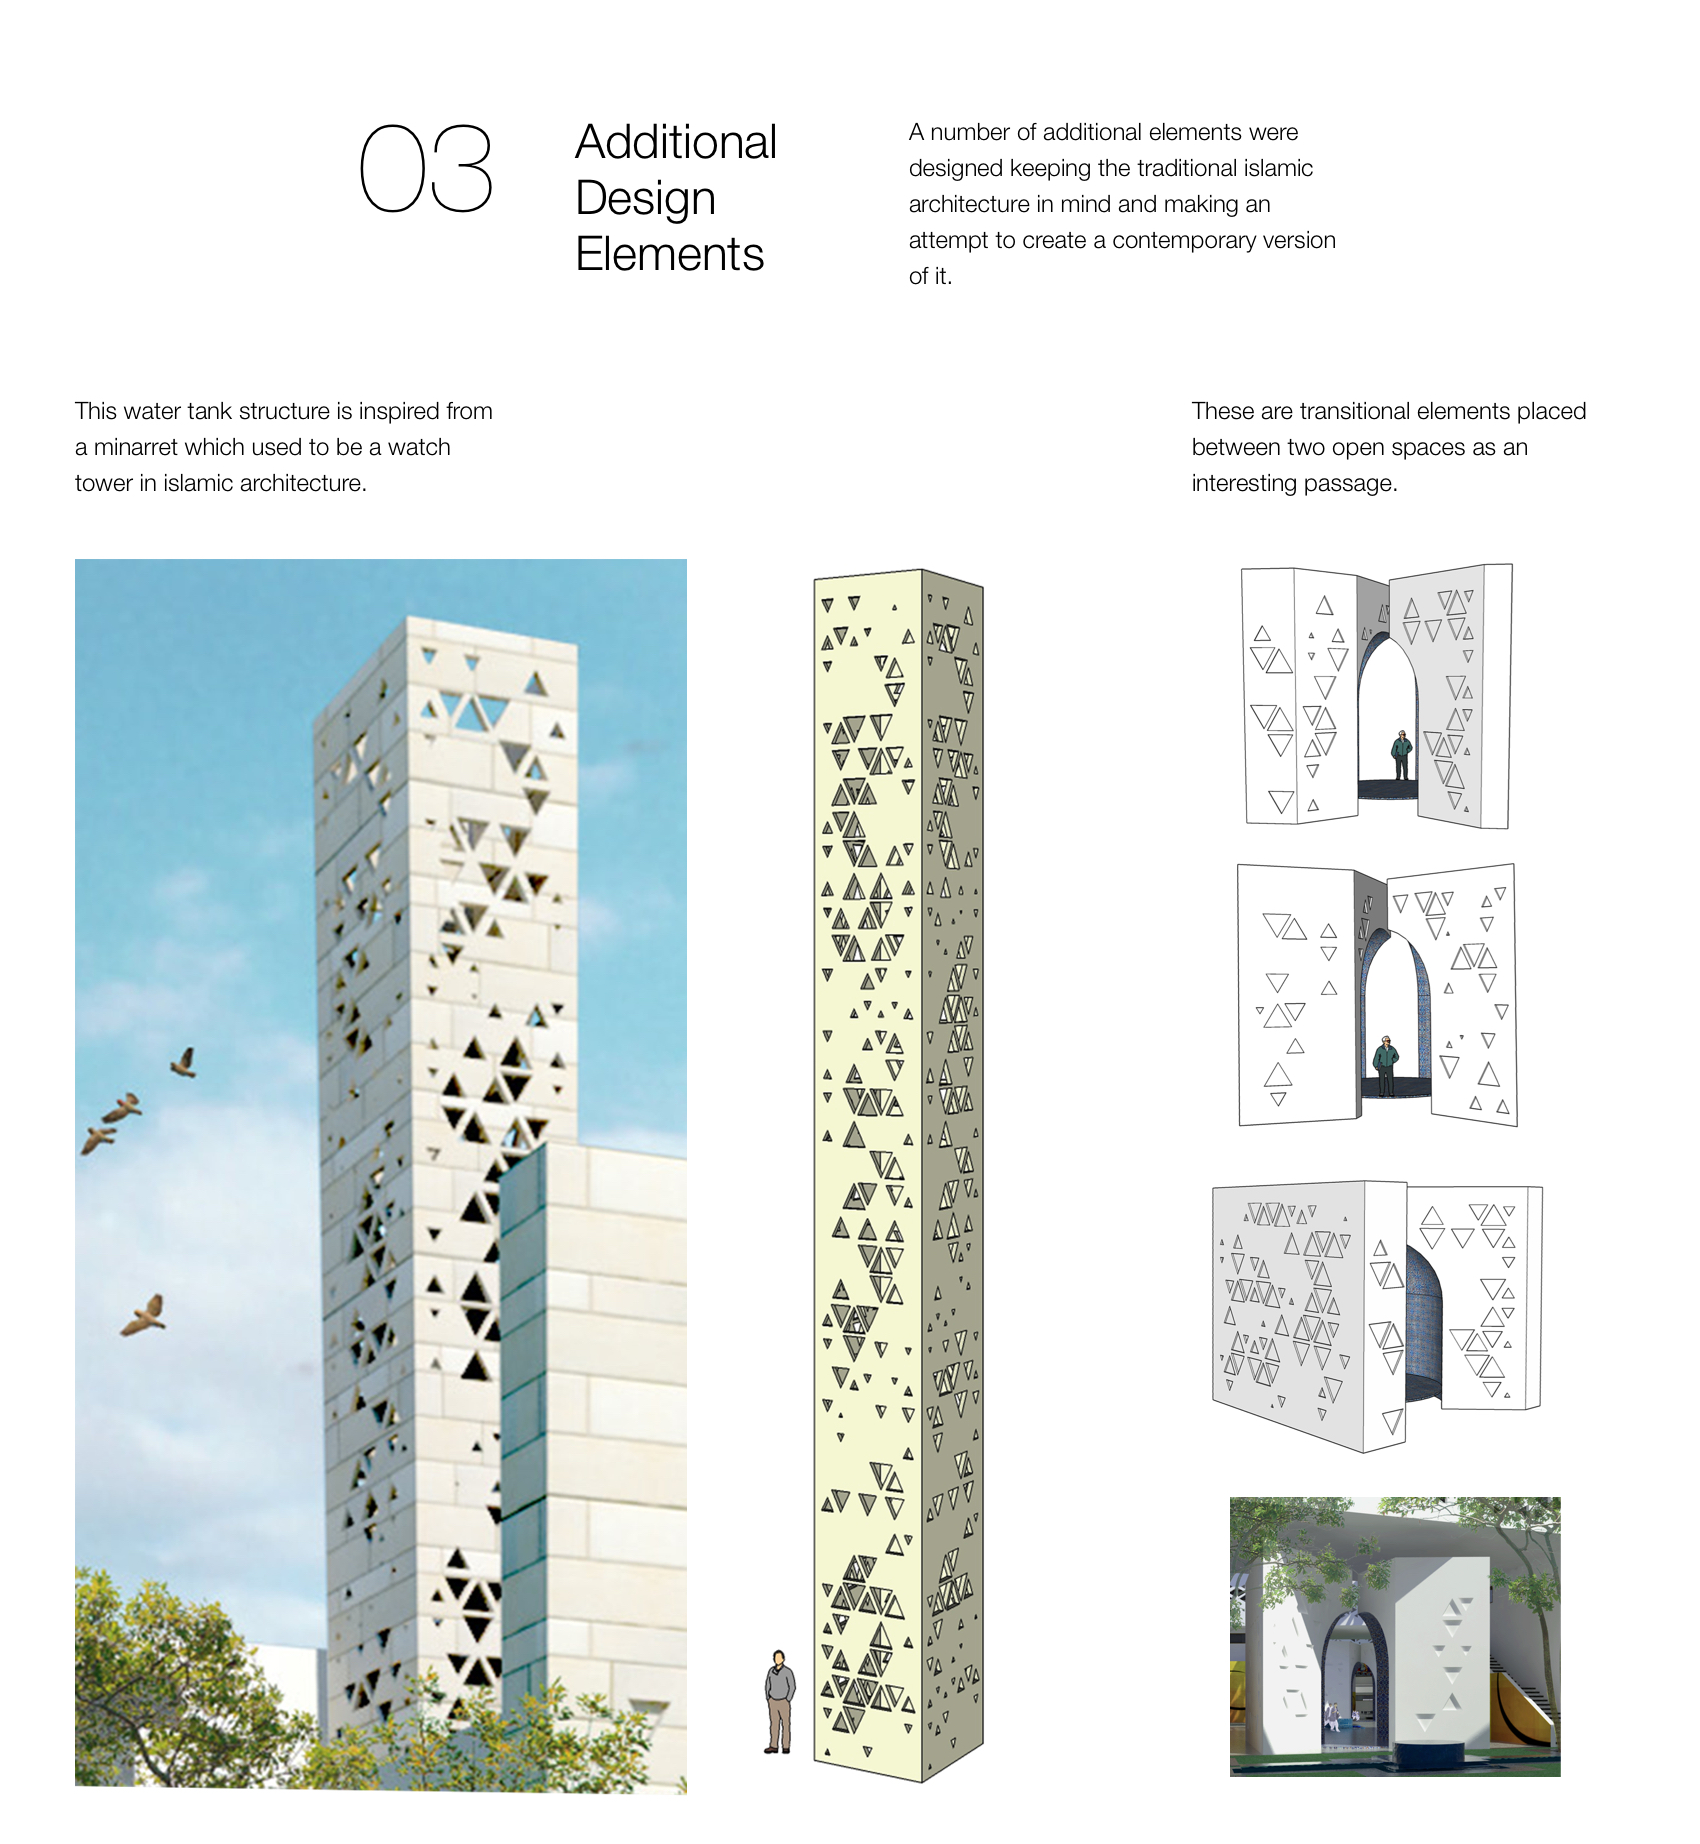 03
Additional
Design
Elements
A number of additional elements were
designed keeping the traditional islamic
architecture in mind and making an
attempt to create a contemporary version
of it.
This water tank structure is inspired from
a minarret which used to be a watch
tower in islamic architecture.
These are transitional elements placed
between two open spaces as an
interesting passage.